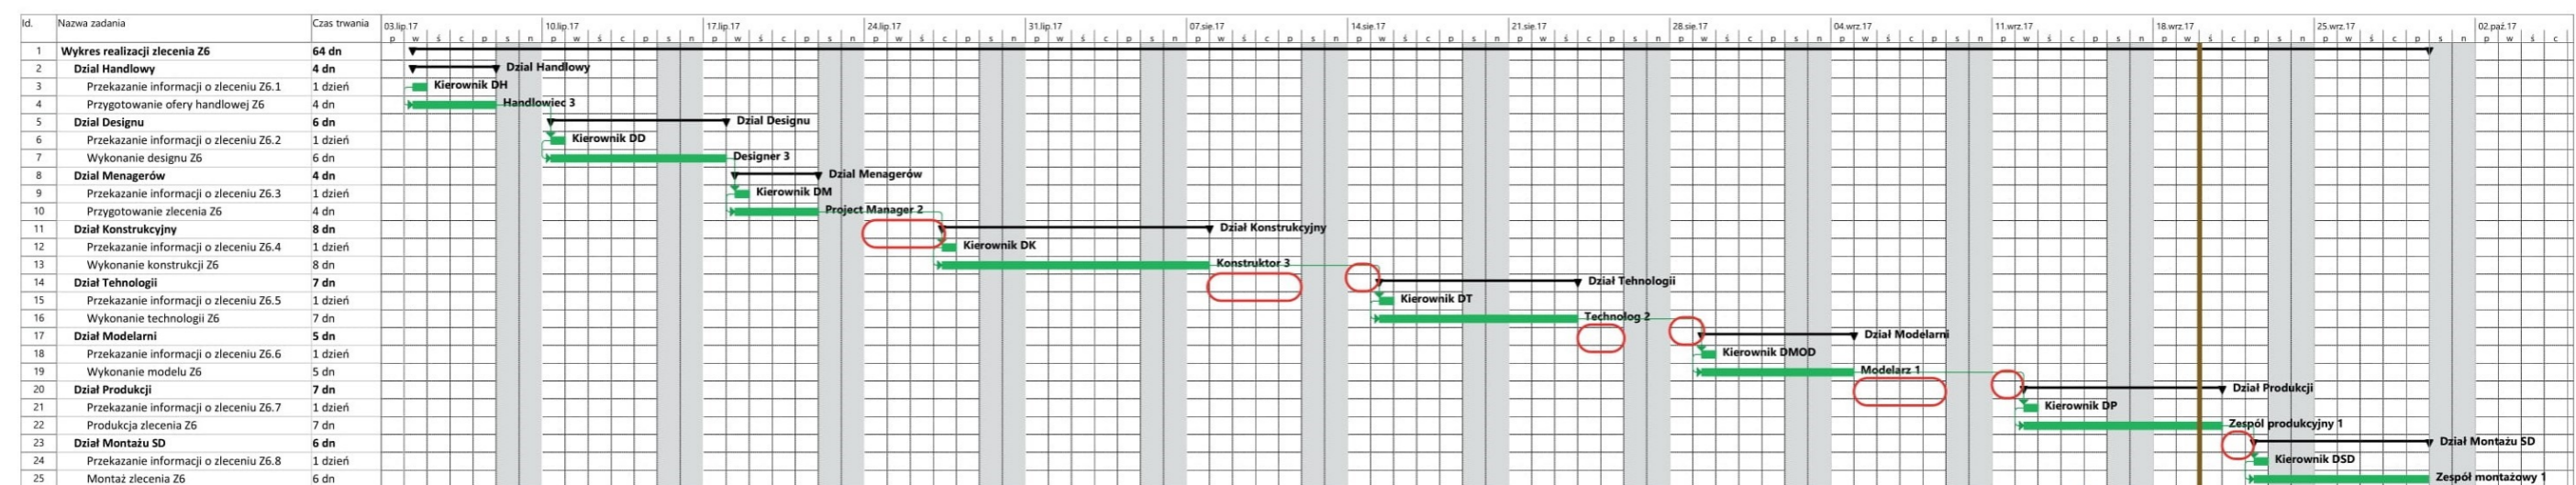 Id. Nazwa zadania Czas trwania 03.lip.17 10.lip.17 17.lip.17 24.lip.17 31.lip.17 07.sie.17 14.sie.17 21.sie.17 28.sie.17 04.wrz.17 11.wrz.17 18.wrz.17 25.wrz.17 02.paź.17
p w ś c p s n p w ś c p s n p w ś c p s n p w ś c p s n p w ś c p s n p w ś c p s n p w ś c p s n p w ś c p s n p w ś c p s n p w ś c p s n p w ś c p s n p w ś c p s n p w ś c p s n p w ś c
1 Wykres realizacji zlecenia Z6 64 dn
2 Dzial Handlowy 4 dn Dzial Handlowy
3 Przekazanie informacji o zleceniu Z6.1 1 dzień Kierownik DH
4 Przygotowanie ofery handlowej Z6 4 dn Handlowiec 3
5 Dzial Designu 6 dn Dzial Designu
6 Przekazanie informacji o zleceniu Z6.2 1 dzień Kierownik DD
7 Wykonanie designu Z6 6 dn Designer 3
8 Dzial Menagerów 4 dn Dzial Menagerów
9 Przekazanie informacji o zleceniu Z6.3 1 dzień Kierownik DM
10 Przygotowanie zlecenia Z6 4 dn Project Manager 2
11 Dział Konstrukcyjny 8 dn Dział Konstrukcyjny
12 Przekazanie informacji o zleceniu Z6.4 1 dzień Kierownik DK
13 Wykonanie konstrukcji Z6 8 dn Konstruktor 3
14 Dział Tehnologii 7 dn Dział Tehnologii
15 Przekazanie informacji o zleceniu Z6.5 1 dzień Kierownik DT
16 Wykonanie technologii Z6 7 dn Technolog 2
17 Dział Modelarni 5 dn Dział Modelarni
18 Przekazanie informacji o zleceniu Z6.6 1 dzień Kierownik DMOD
19 Wykonanie modelu Z6 5 dn Modelarz 1
20 Dział Produkcji 7 dn Dział Produkcji
21 Przekazanie informacji o zleceniu Z6.7 1 dzień Kierownik DP
22 Produkcja zlecenia Z6 7 dn Zespól produkcyjny 1
23 Dział Montażu SD 6 dn Dział Montażu SD
24 Przekazanie informacji o zleceniu Z6.8 1 dzień Kierownik DSD
25 Montaż zlecenia Z6 6 dn Zespól montażowy 1